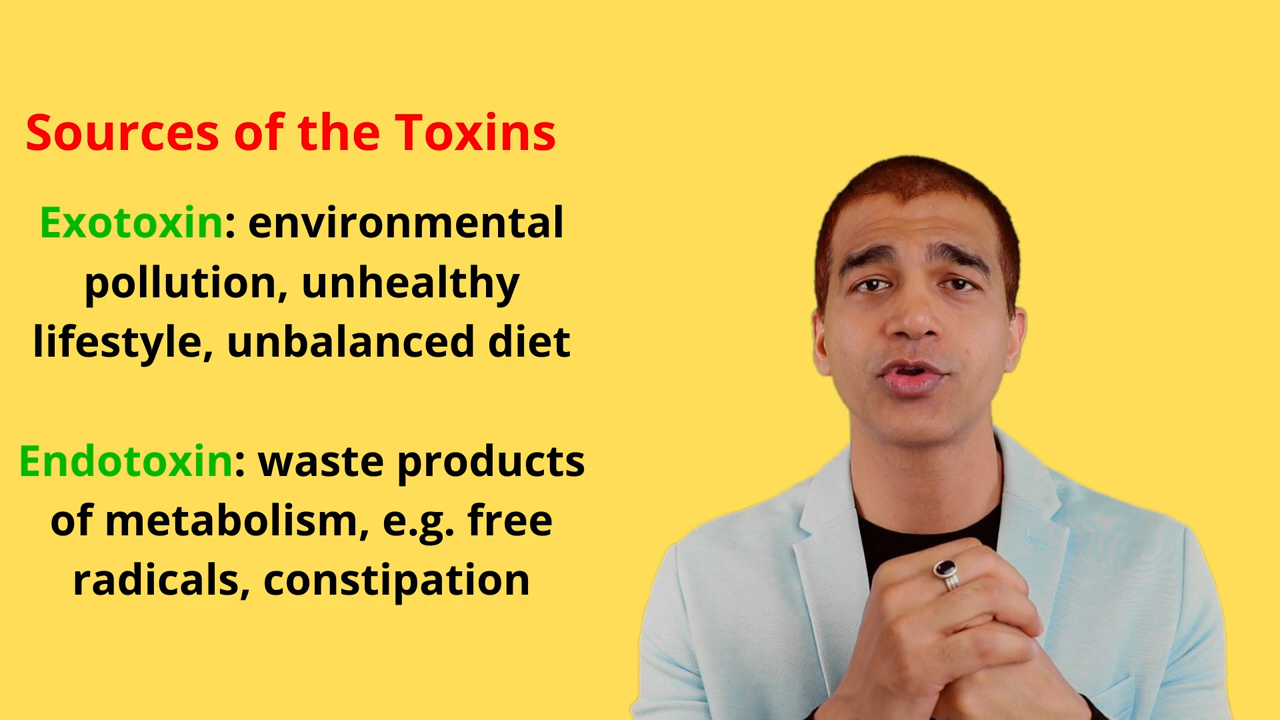 Sources of the Toxins
Exotoxin: environmental
pollution, unhealthy
lifestyle, unbalanced diet
Endotoxin: waste products
of metabolism, e.g. free
radicals, constipation